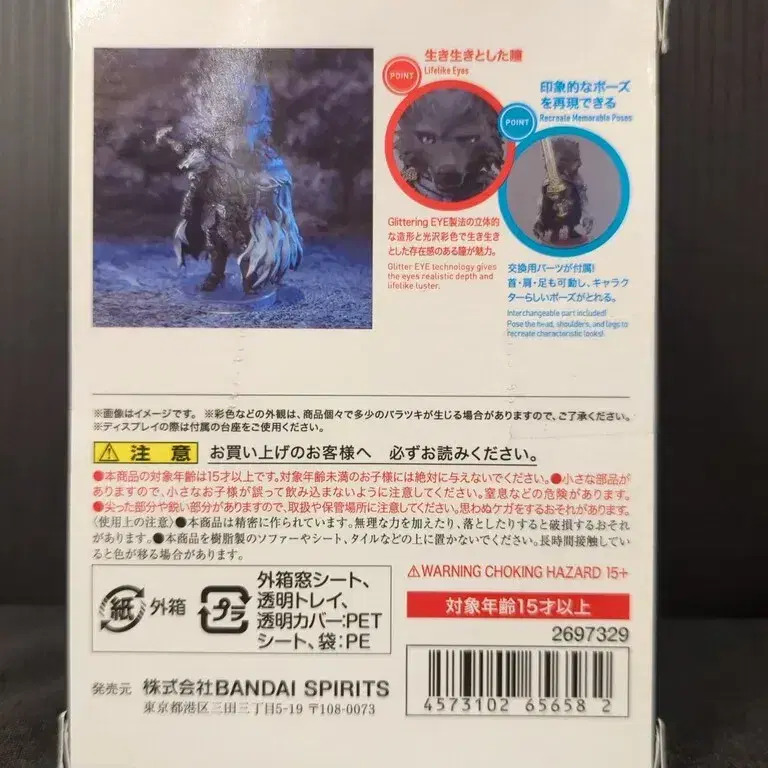 POINT
生き生きとした瞳
Lifelike Eyes
Glittering EYE製法の立体的
な造形と光沢彩色で生き生き
とした存在感のある瞳が魅力。
Glitter EYE technology gives
the eyes realistic depth and
lifelike luster.
POINT
印象的なポーズ
を再現できる
Recreate Memorable Poses
交換用パーツが付属!
首・肩・足も可動し、キャラク
ターらしいポーズがとれる。
Interchangeable part included!
Pose the head, shoulders, and legs to
recreate characteristic looks!
※画像はイメージです。 ※彩色などの外観は、商品個々で多少のバラツキが生じる場合がありますので、ご了承ください。
※ディスプレイの際は付属の台座をご使用ください。
注意 お買い上げのお客様へ 必ずお読みください。
●本商品の対象年齢は15才以上です。対象年齢未満のお子様には絶対に与えないでください。●小さな部品が
ありますので、小さなお子様が誤って飲み込まないように注意してください。窒息などの危険があります。
●尖った部分や鋭い部分がありますので、取扱や保管場所に注意してください。思わぬケガをするおそれがあります。
〈使用上の注意〉●本商品は精密に作られています。無理な力を加えたり、落としたりすると破損するおそれ
があります。●本商品を樹脂製のソファーやシート、タイルなどの上に置かないでください。長時間接触してい
ると色が移る場合があります。
紙 外箱
プラ
外箱窓シート、
透明トレイ、
透明カバー:PET
シート、袋:PE
⚠WARNING CHOKING HAZARD 15+
対象年齢15才以上
2697329
発売元 株式会社BANDAI SPIRITS
東京都港区三田三丁目5-19 〒108-0073
4573102 65658 2